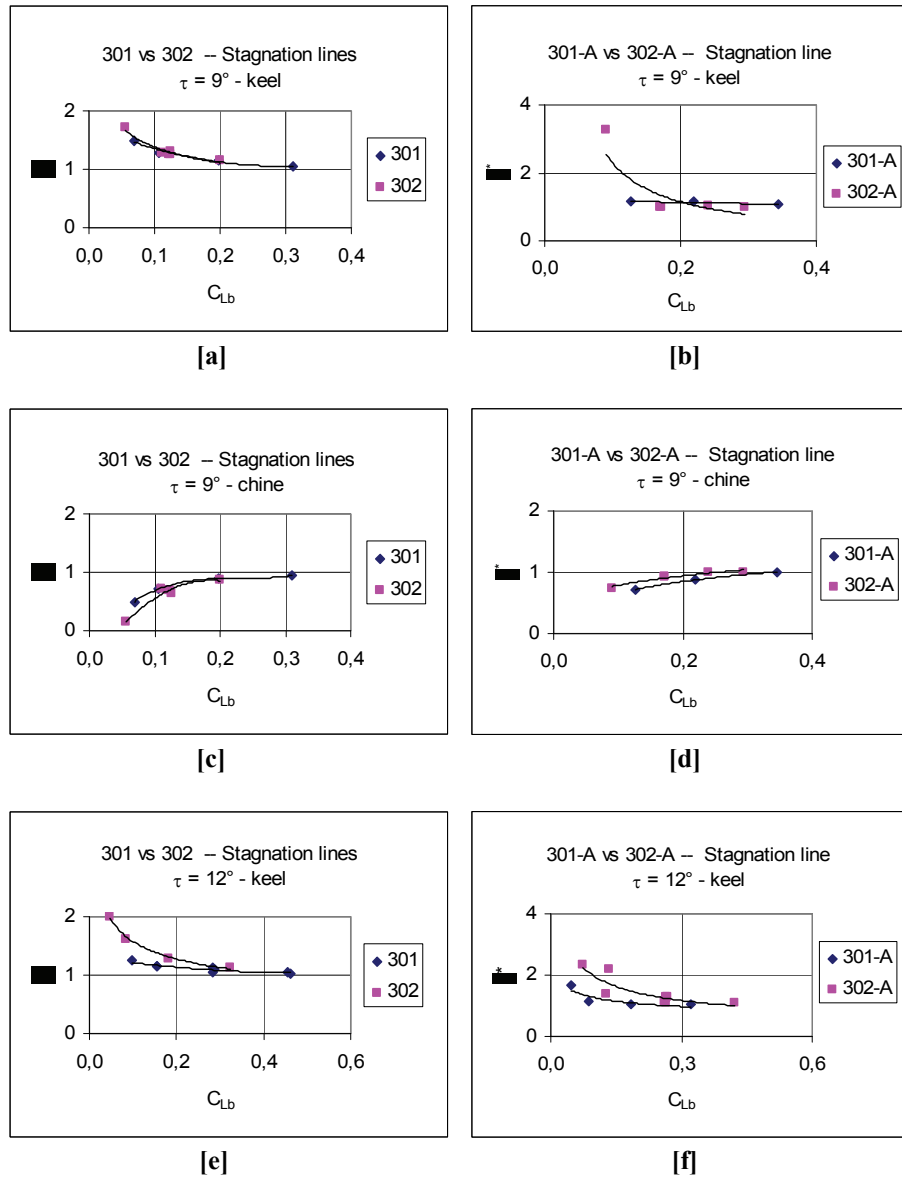 301 vs 302 -- Stagnation lines
τ = 9° - keel
2
1
0
0,0 0,1 0,2 0,3 0,4
C_Lb
301
302
[a]
301-A vs 302-A -- Stagnation line
τ = 9° - keel
4
2
0
0,0 0,2 0,4
C_Lb
301-A
302-A
[b]
301 vs 302 -- Stagnation lines
τ = 9° - chine
2
1
0
0,0 0,1 0,2 0,3 0,4
C_Lb
301
302
[c]
301-A vs 302-A -- Stagnation line
τ = 9° - chine
2
1
0
0,0 0,2 0,4
C_Lb
301-A
302-A
[d]
301 vs 302 -- Stagnation lines
τ = 12° - keel
2
1
0
0,0 0,2 0,4 0,6
C_Lb
301
302
[e]
301-A vs 302-A -- Stagnation line
τ = 12° - keel
4
2
0
0,0 0,3 0,6
C_Lb
301-A
302-A
[f]